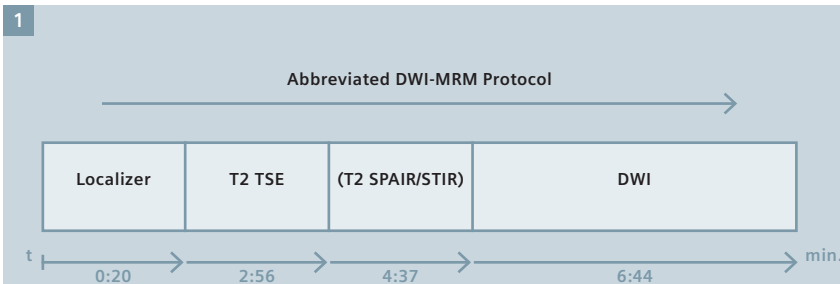 1
Abbreviated DWI-MRM Protocol
Localizer T2 TSE (T2 SPAIR/STIR) DWI
t min.
0:20 2:56 4:37 6:44